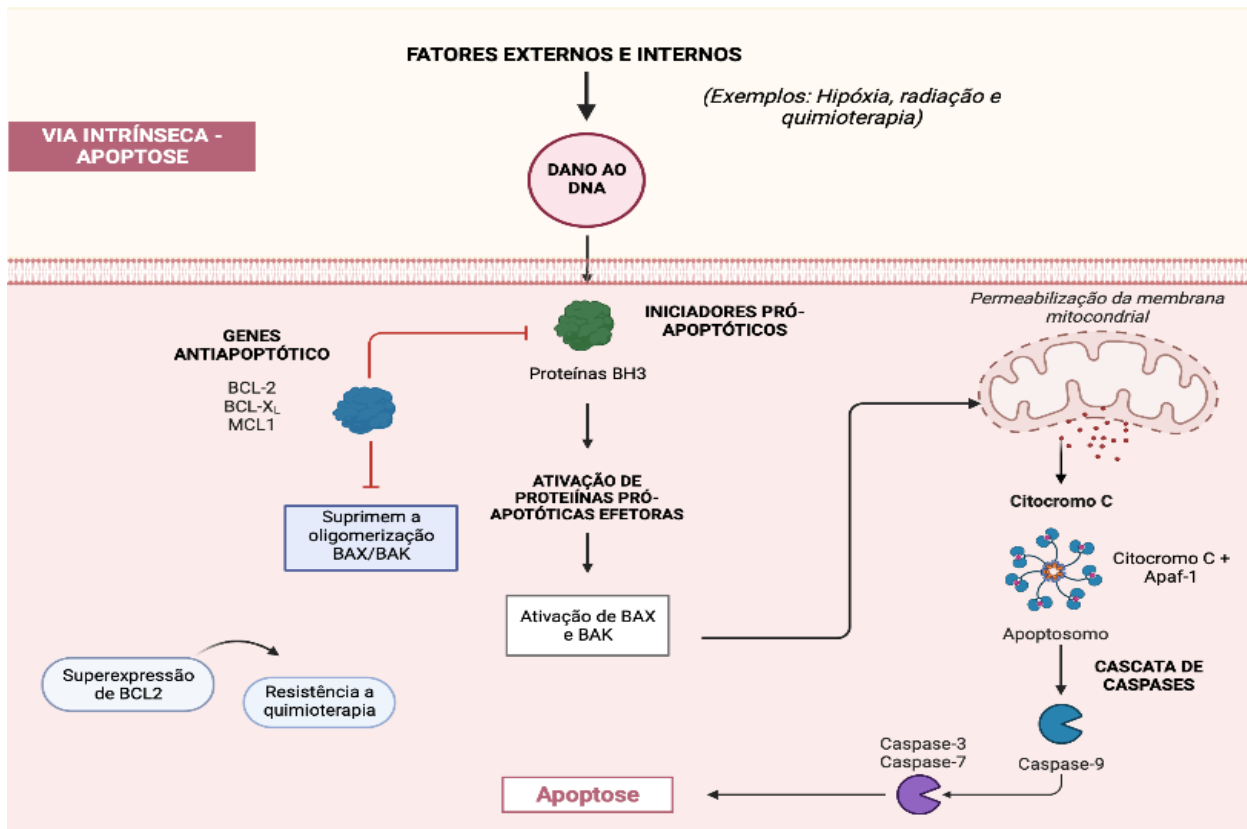 FATORES EXTERNOS E INTERNOS
(Exemplos: Hipóxia, radiação e
quimioterapia)
VIA INTRÍNSECA -
APOPTOSE
DANO AO
DNA
INICIADORES PRÓ-
APOPTÓTICOS
Proteínas BH3
GENES
ANTIAPOPTÓTICO
BCL-2
BCL-XL
MCL1
Suprimem a
oligomerização
BAX/BAK
ATIVAÇÃO DE
PROTEIÍNAS PRÓ-
APOTÓTICAS EFETORAS
Ativação de BAX
e BAK
Permeabilização da membrana
mitocondrial
Citocromo C
Citocromo C +
Apaf-1
Apoptosomo
CASCATA DE
CASPASES
Caspase-9
Caspase-3
Caspase-7
Apoptose
Superexpressão
de BCL2
Resistência a
quimioterapia